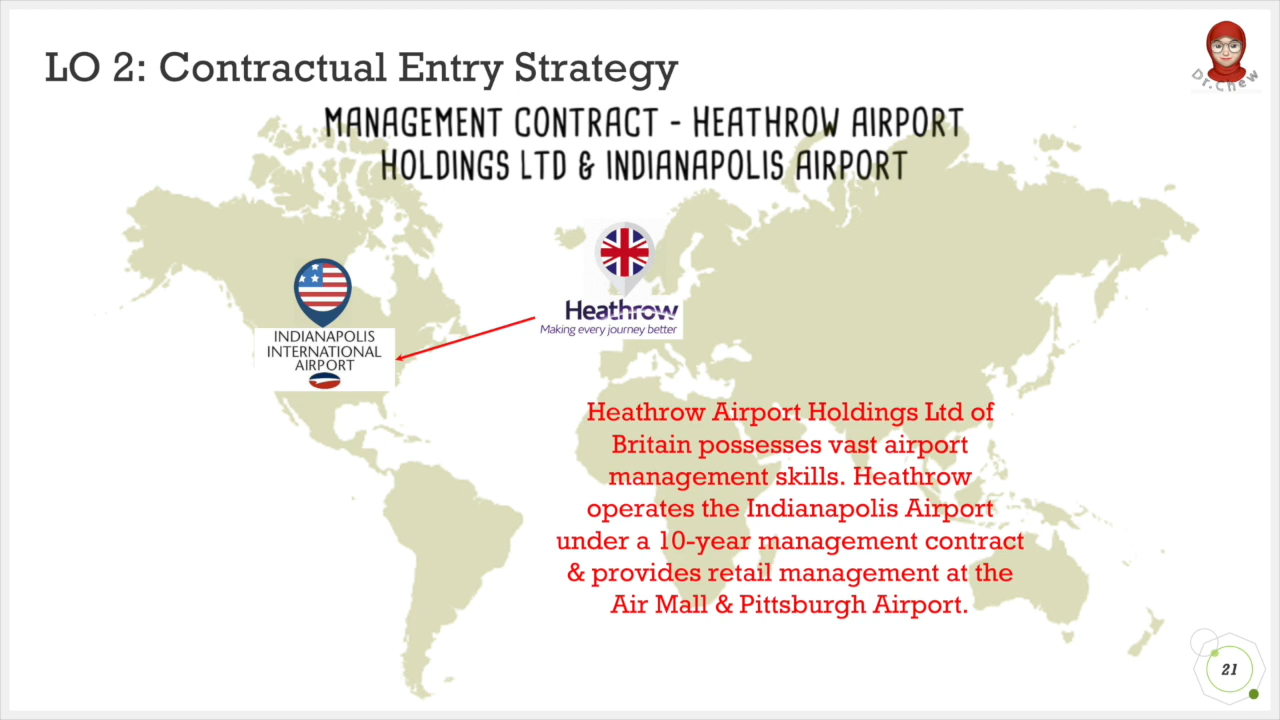 LO 2: Contractual Entry Strategy
Dr.Chew
MANAGEMENT CONTRACT - HEATHROW AIRPORT
HOLDINGS LTD & INDIANAPOLIS AIRPORT
Heathrow
Making every journey better
INDIANAPOLIS
INTERNATIONAL
AIRPORT
Heathrow Airport Holdings Ltd of
Britain possesses vast airport
management skills. Heathrow
operates the Indianapolis Airport
under a 10-year management contract
& provides retail management at the
Air Mall & Pittsburgh Airport.
21